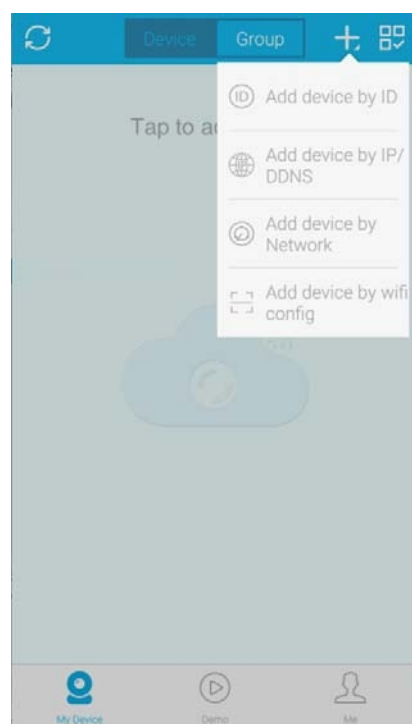 Device Group
Tap to a
ID Add device by ID
Add device by IP/
DDNS
Add device by
Network
Add device by wifi
config
My Device Demo Me